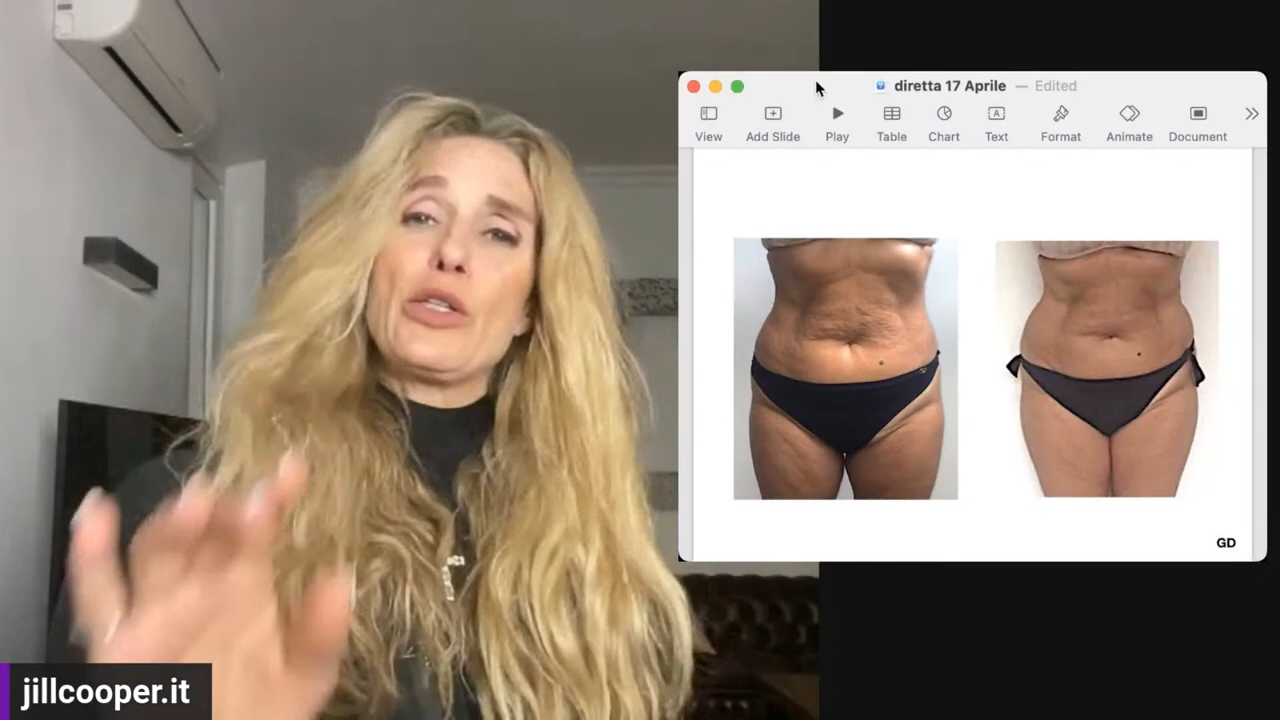 diretta 17 Aprile — Edited
View Add Slide Play Table Chart Text Format Animate Document
GD
jillcooper.it